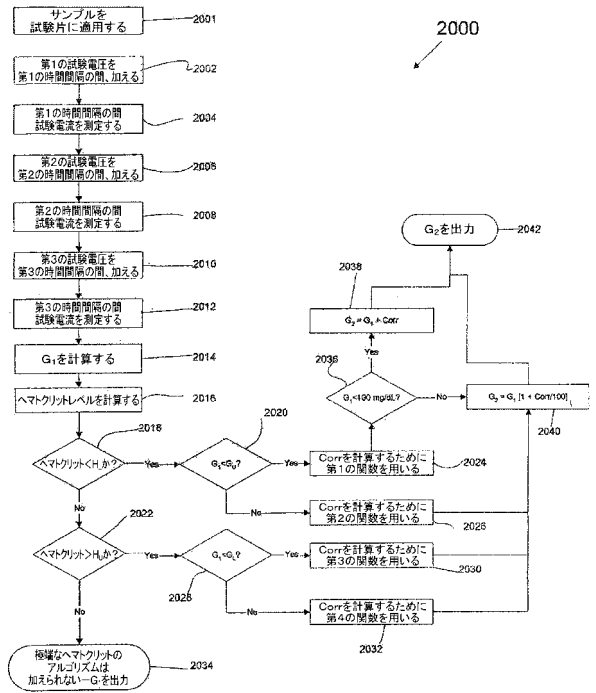 サンプルを
試験片に適用する
2001
2000
第1の試験電圧を
第1の時間間隔の間、加える
2002
第1の時間間隔の間
試験電流を測定する
2004
第2の試験電圧を
第2の時間間隔の間、加える
2006
第2の時間間隔の間
試験電流を測定する
2008
第3の試験電圧を
第3の時間間隔の間、加える
2010
第3の時間間隔の間
試験電流を測定する
2012
G1を計算する
2014
ヘマトクリットレベルを計算する
2016
G2を出力
2042
2038
G2 = G1 + Corr
Yes
2036
No
G2 = G1 [1 + Corr/100]
2040
2018
ヘマトクリット<HLか?
Yes
2020
G1<GU?
Yes
Corrを計算するために
第1の関数を用いる
2024
No
No
Corrを計算するために
第2の関数を用いる
2026
2022
ヘマトクリット>HUか?
Yes
G1<GL?
2028
Yes
Corrを計算するために
第3の関数を用いる
2030
No
No
Corrを計算するために
第4の関数を用いる
2032
極端なヘマトクリットの
アルゴリズムは
加えられない-G を出力
2034